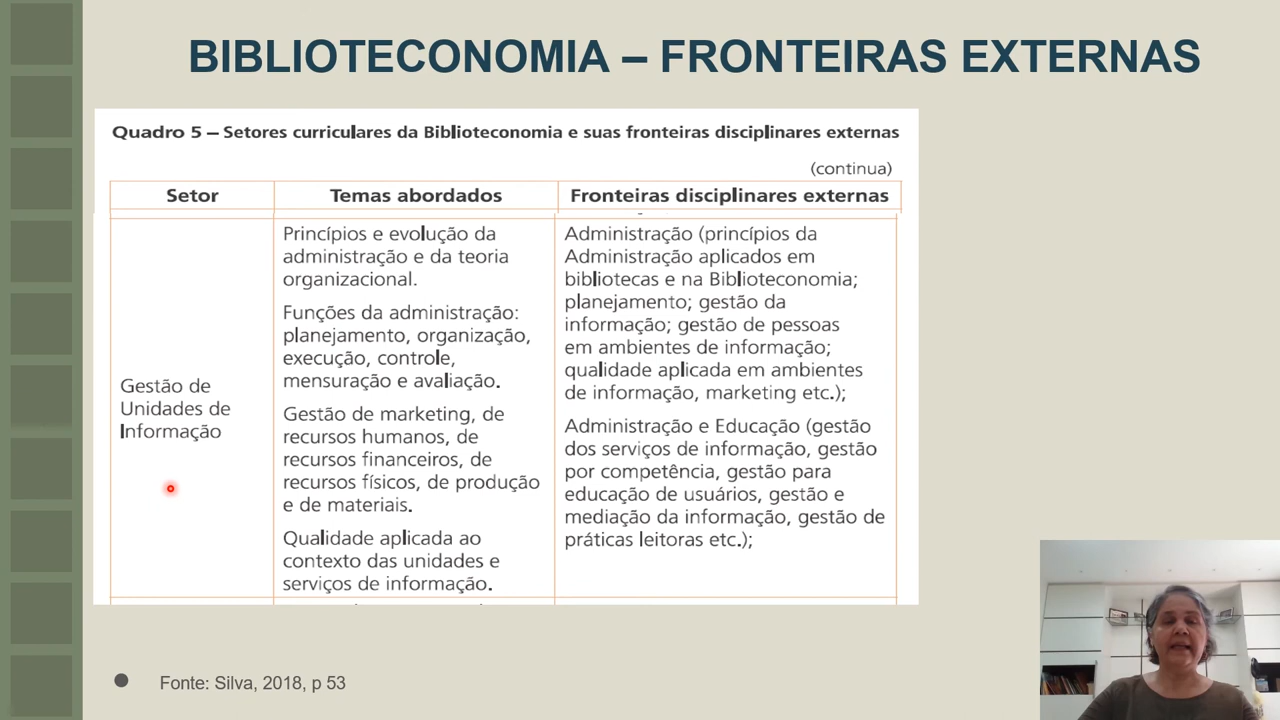 BIBLIOTECONOMIA – FRONTEIRAS EXTERNAS
Quadro 5 – Setores curriculares da Biblioteconomia e suas fronteiras disciplinares externas
(continua)
Setor
Temas abordados
Fronteiras disciplinares externas
Gestão de
Unidades de
Informação
Princípios e evolução da
administração e da teoria
organizacional.
Funções da administração:
planejamento, organização,
execução, controle,
mensuração e avaliação.
Gestão de marketing, de
recursos humanos, de
recursos financeiros, de
recursos físicos, de produção
e de materiais.
Qualidade aplicada ao
contexto das unidades e
serviços de informação.
Administração (princípios da
Administração aplicados em
bibliotecas e na Biblioteconomia;
planejamento; gestão da
informação; gestão de pessoas
em ambientes de informação;
qualidade aplicada em ambientes
de informação, marketing etc.);
Administração e Educação (gestão
dos serviços de informação, gestão
por competência, gestão para
educação de usuários, gestão e
mediação da informação, gestão de
práticas leitoras etc.);
Fonte: Silva, 2018, p 53